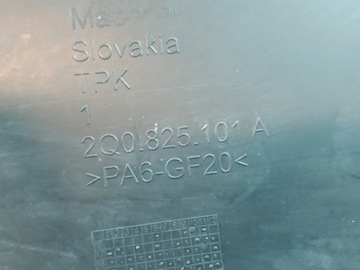 Slovakia
TPK
1
2Q0.825.101 A
>PA6-GF20<